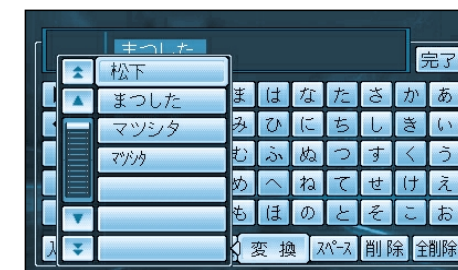 まつした
完了
松下
まつした
マツシタ
ﾏﾂｼﾀ
ま は な た さ か あ
み ひ に ち し き い
む ふ ぬ つ す く う
め へ ね て せ け え
も ほ の と そ こ お
変換 ｽﾍﾟｰｽ 削除 全削除